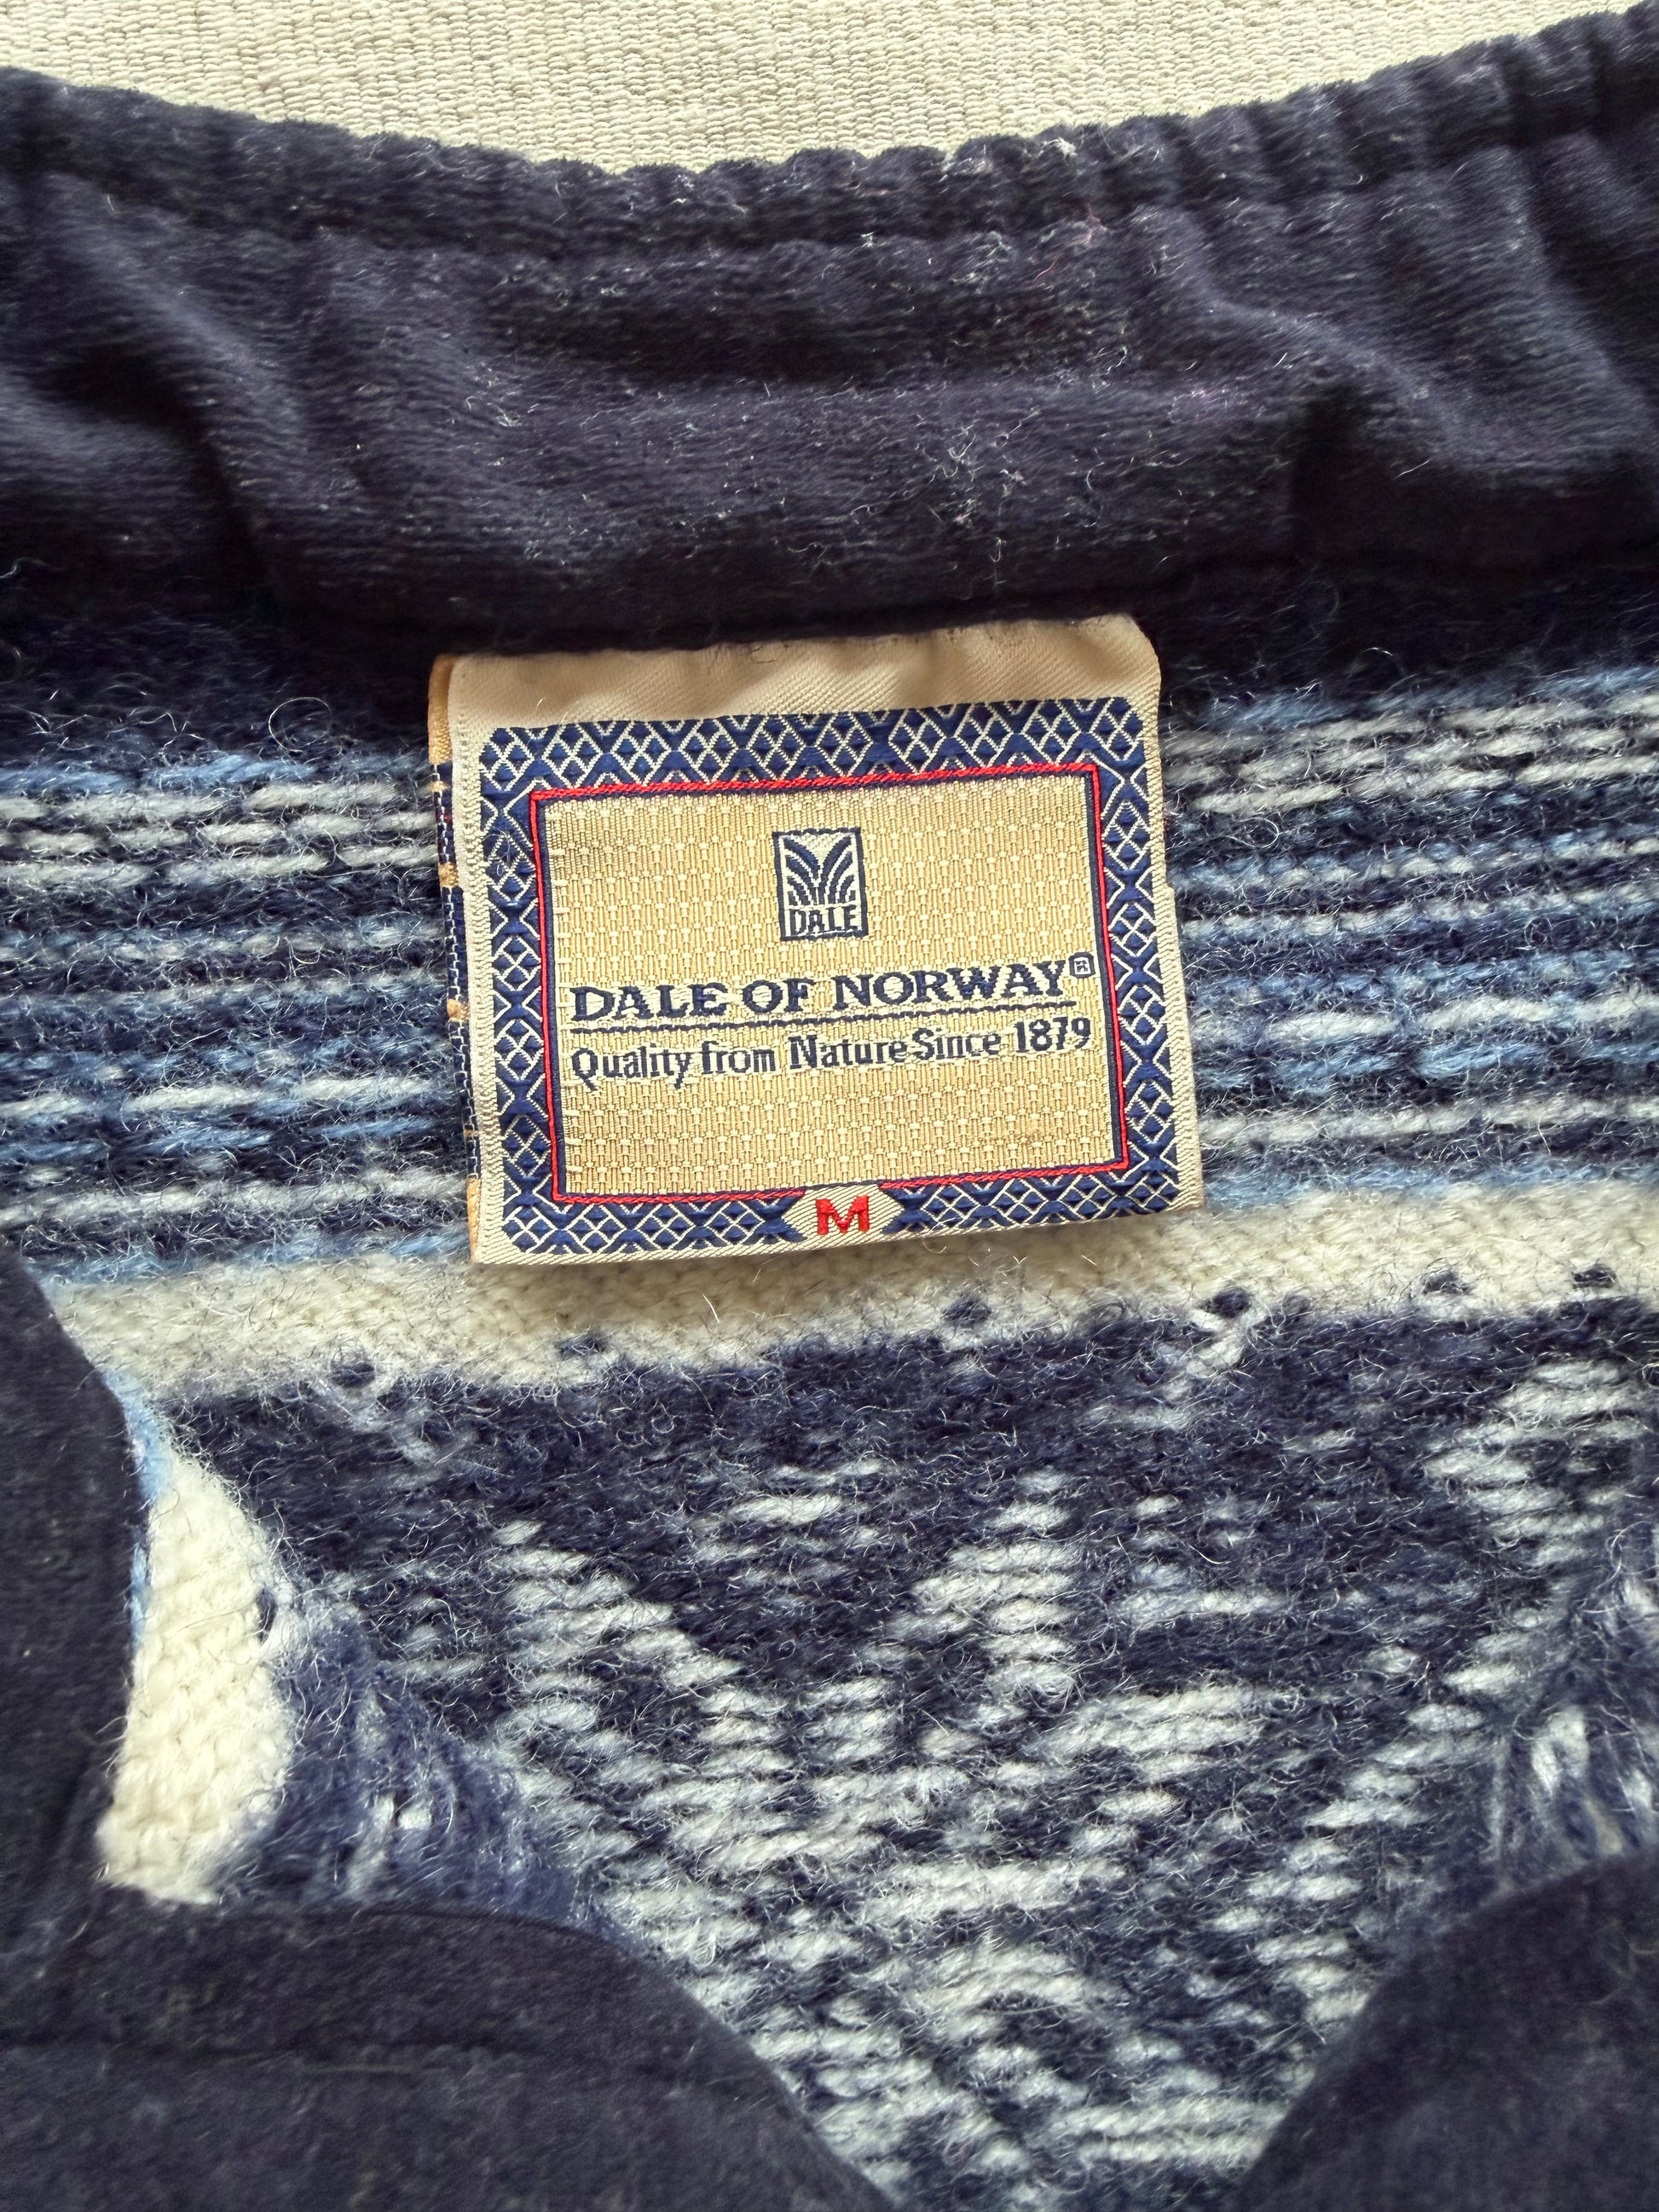 DALE
DALE OF NORWAY®
Quality from Nature Since 1879
M